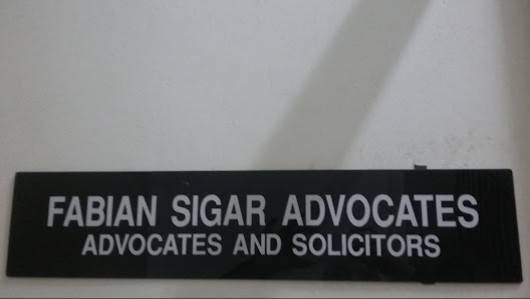 FABIAN SIGAR ADVOCATES
ADVOCATES AND SOLICITORS